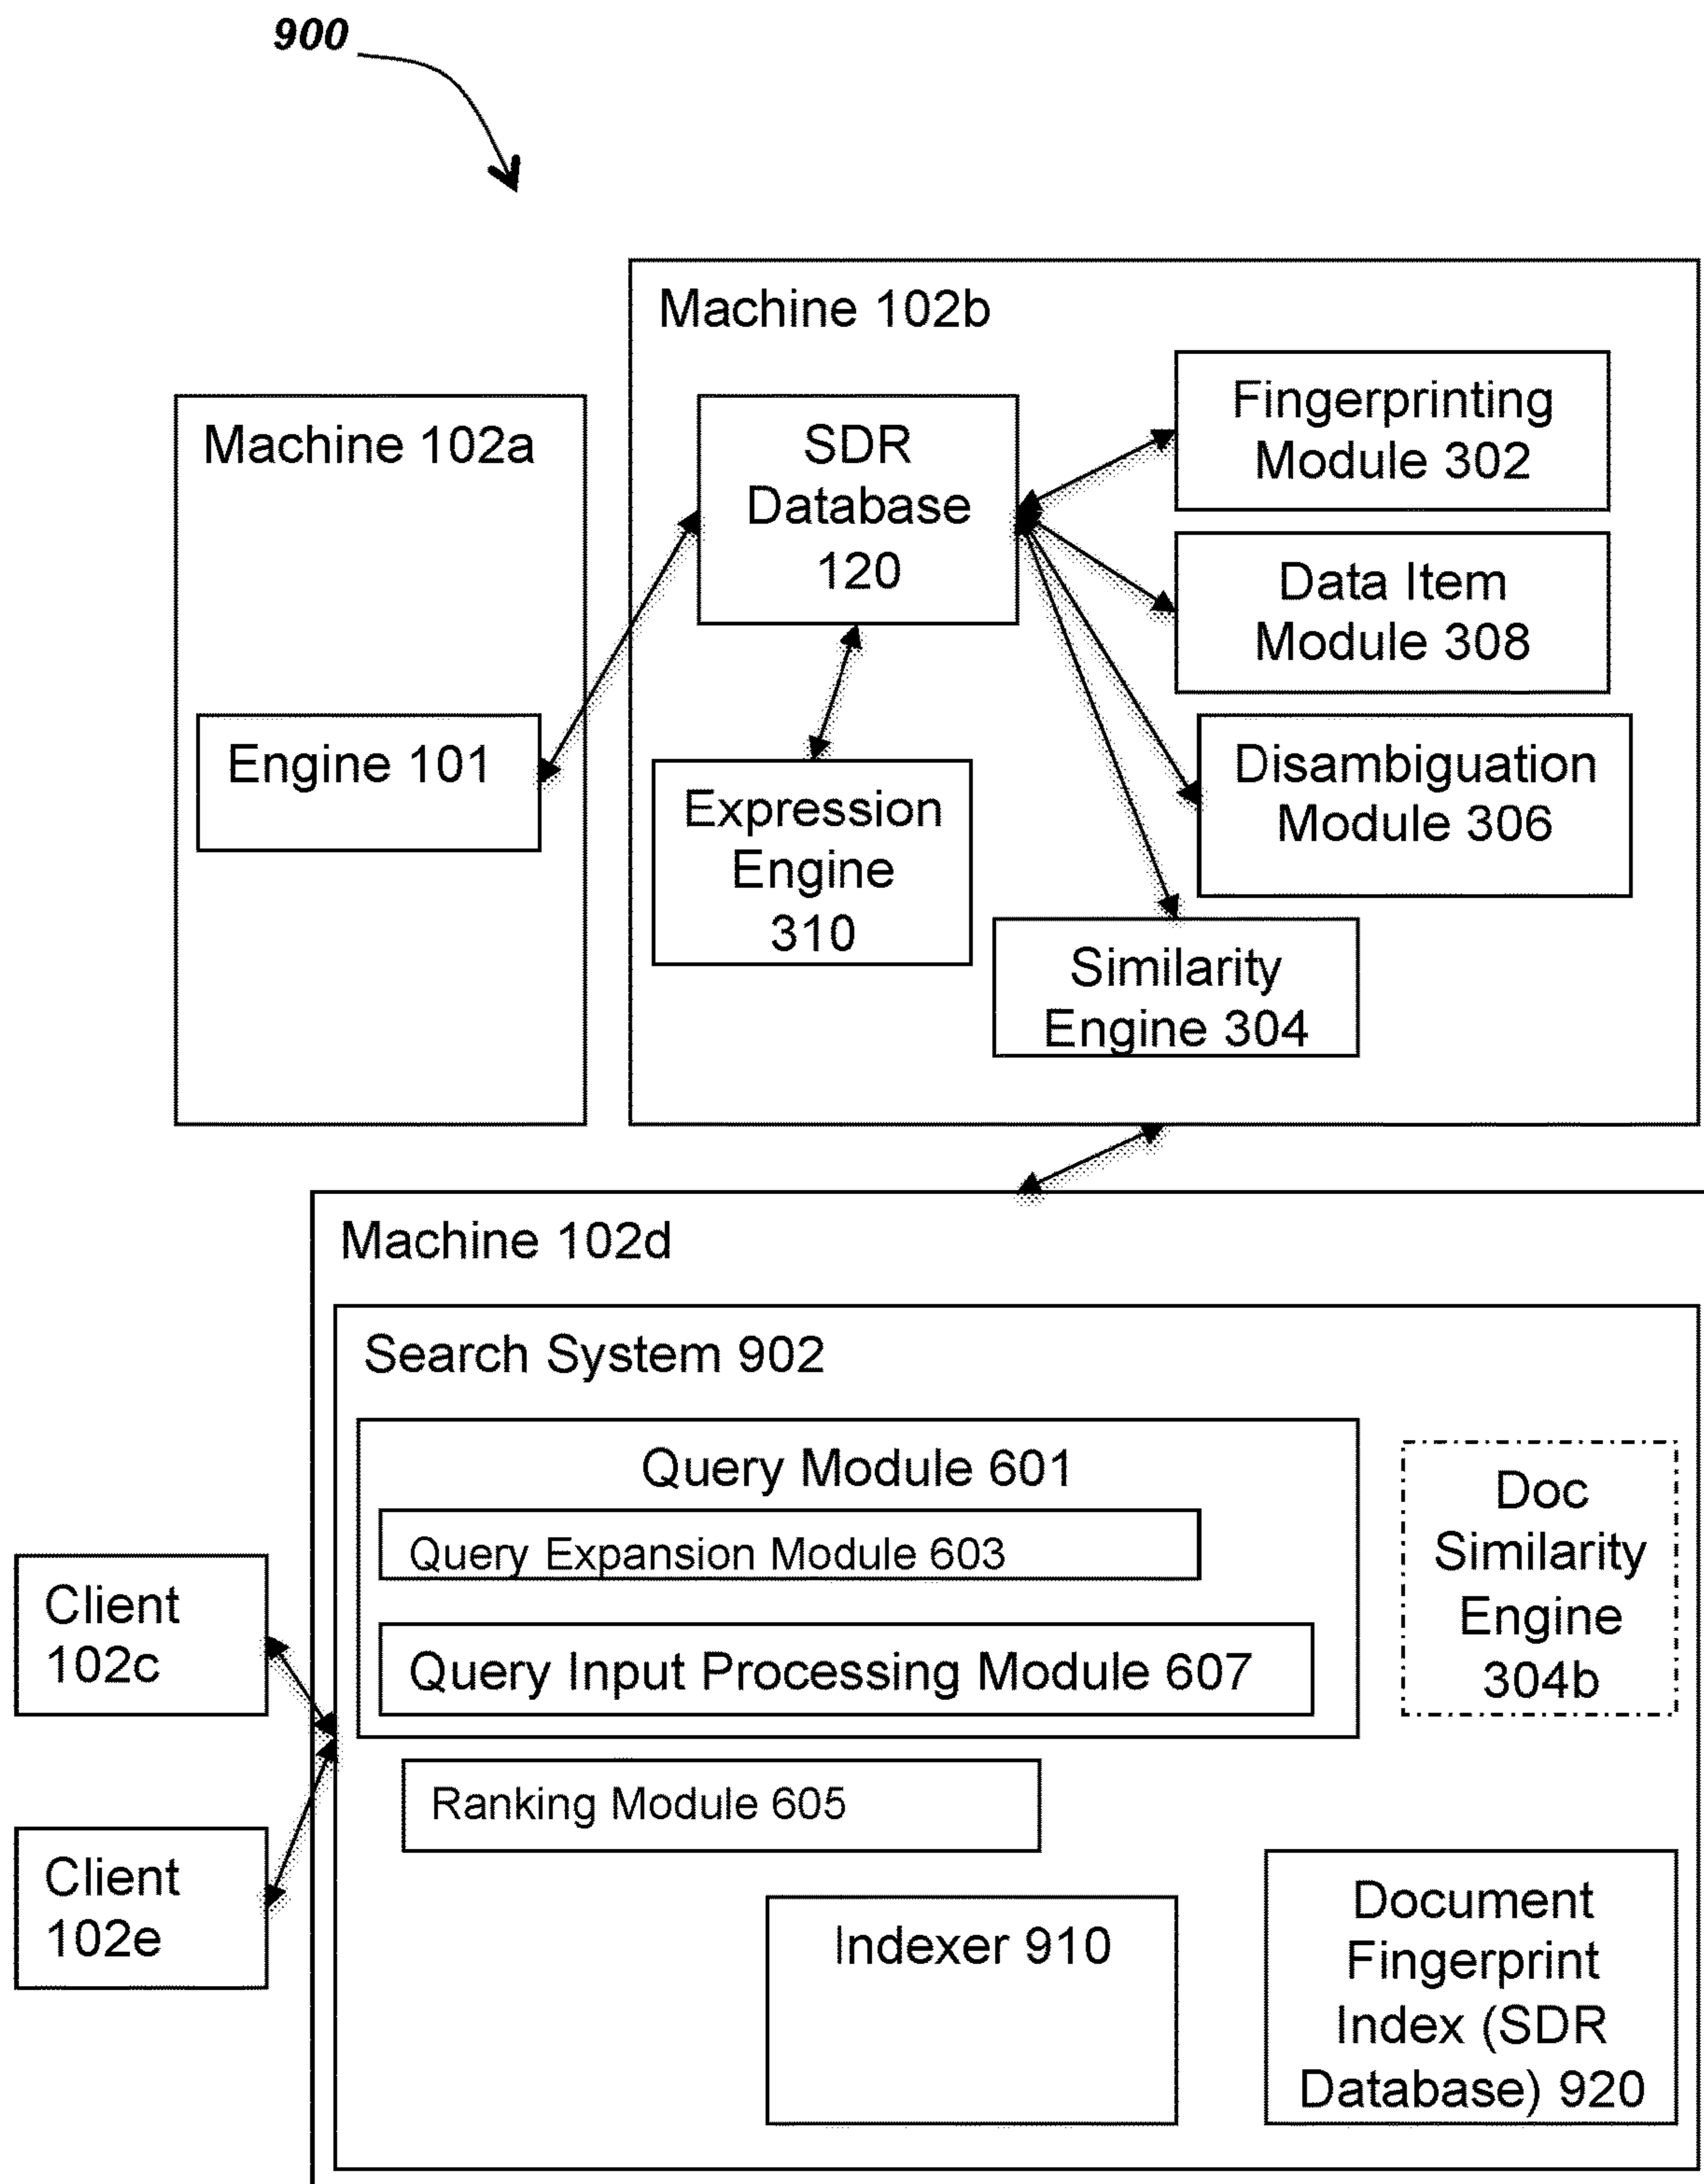 900
Machine 102b
Machine 102a
SDR
Database
120
Fingerprinting
Module 302
Data Item
Module 308
Engine 101
Disambiguation
Module 306
Expression
Engine
310
Similarity
Engine 304
Machine 102d
Search System 902
Query Module 601
Query Expansion Module 603
Query Input Processing Module 607
Doc
Similarity
Engine
304b
Client
102c
Ranking Module 605
Client
102e
Indexer 910
Document
Fingerprint
Index (SDR
Database) 920